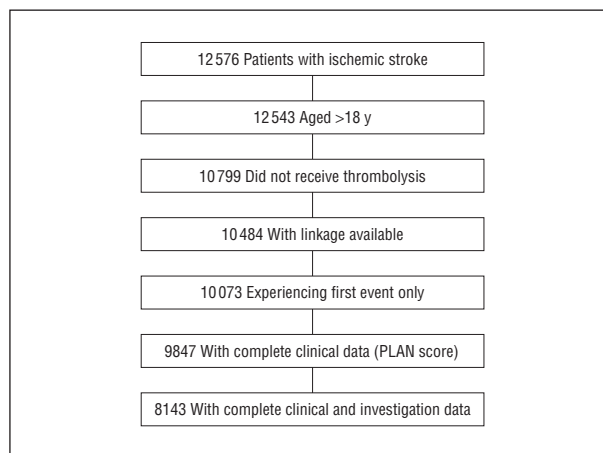 12 576 Patients with ischemic stroke
12 543 Aged >18 y
10 799 Did not receive thrombolysis
10 484 With linkage available
10 073 Experiencing first event only
9847 With complete clinical data (PLAN score)
8143 With complete clinical and investigation data